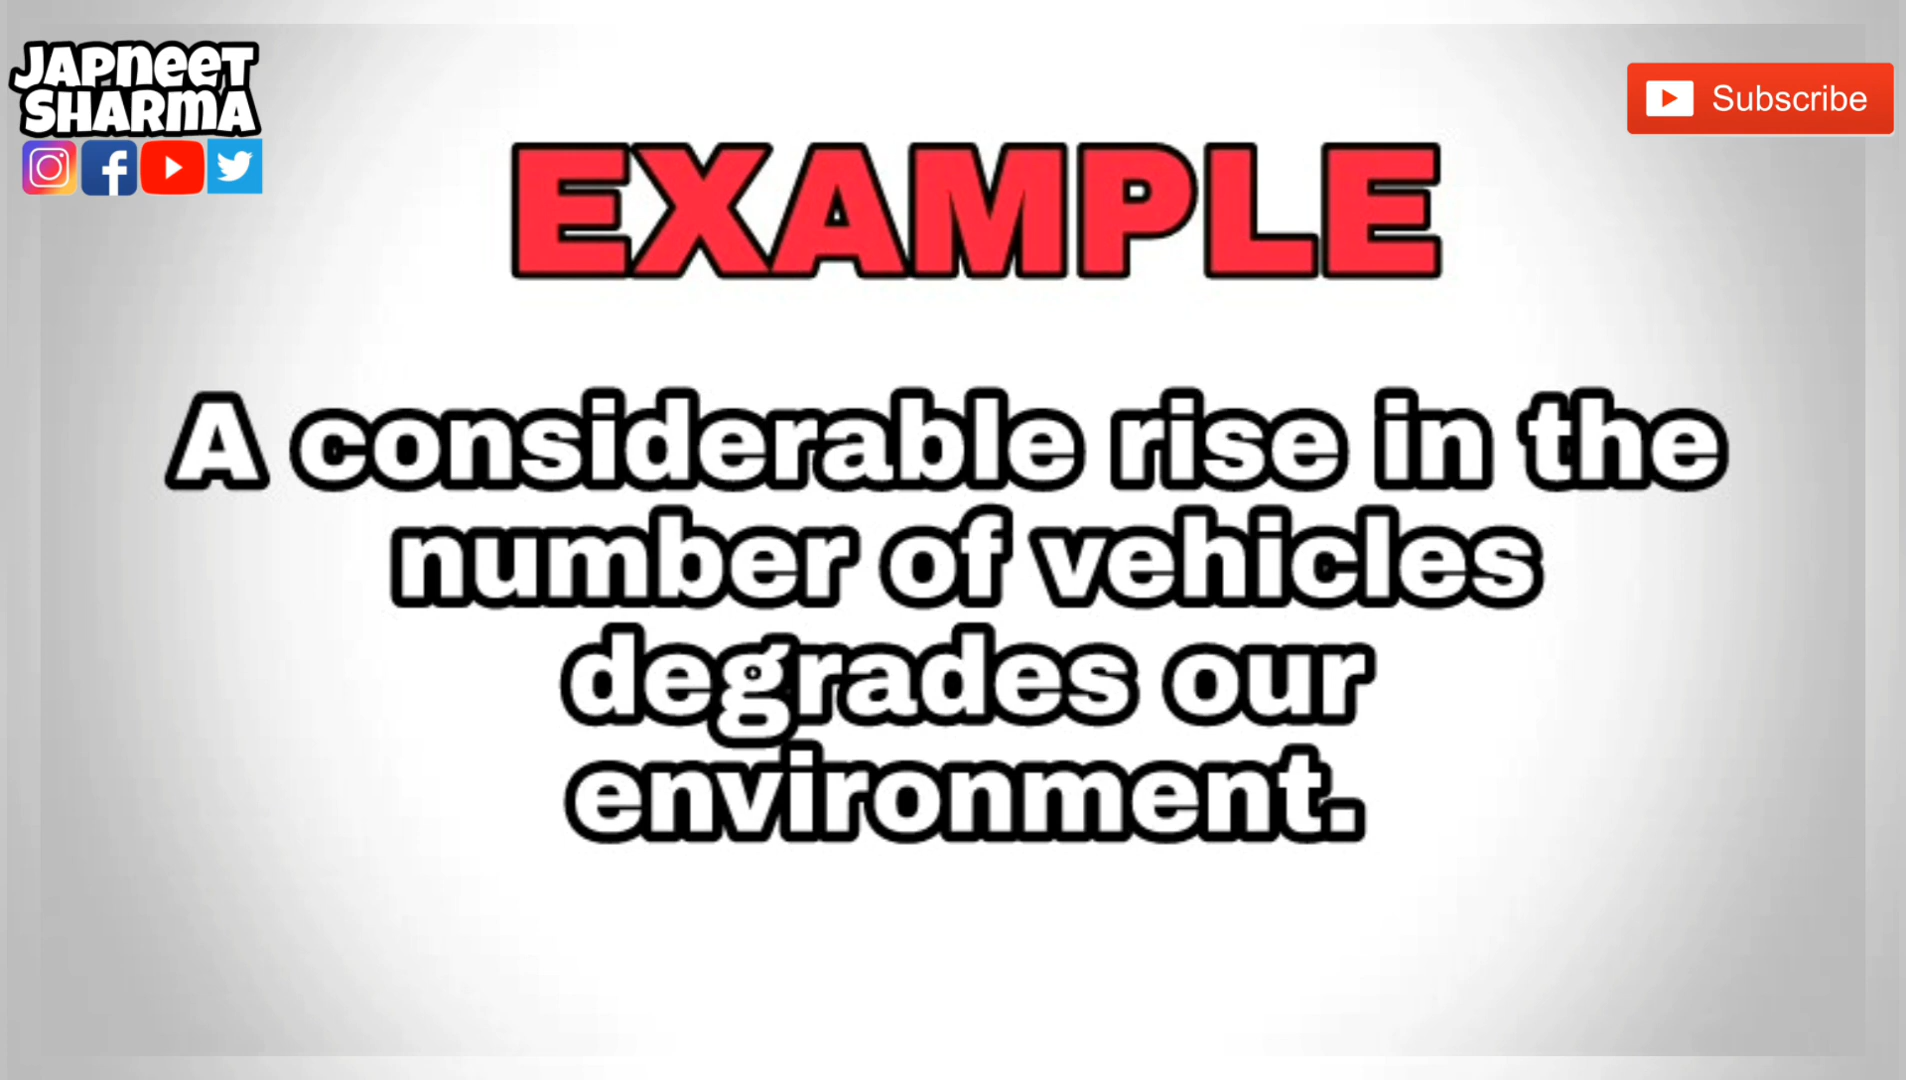 JAPNEET
SHARMA
Subscribe
EXAMPLE
A considerable rise in the
number of vehicles
degrades our
environment.